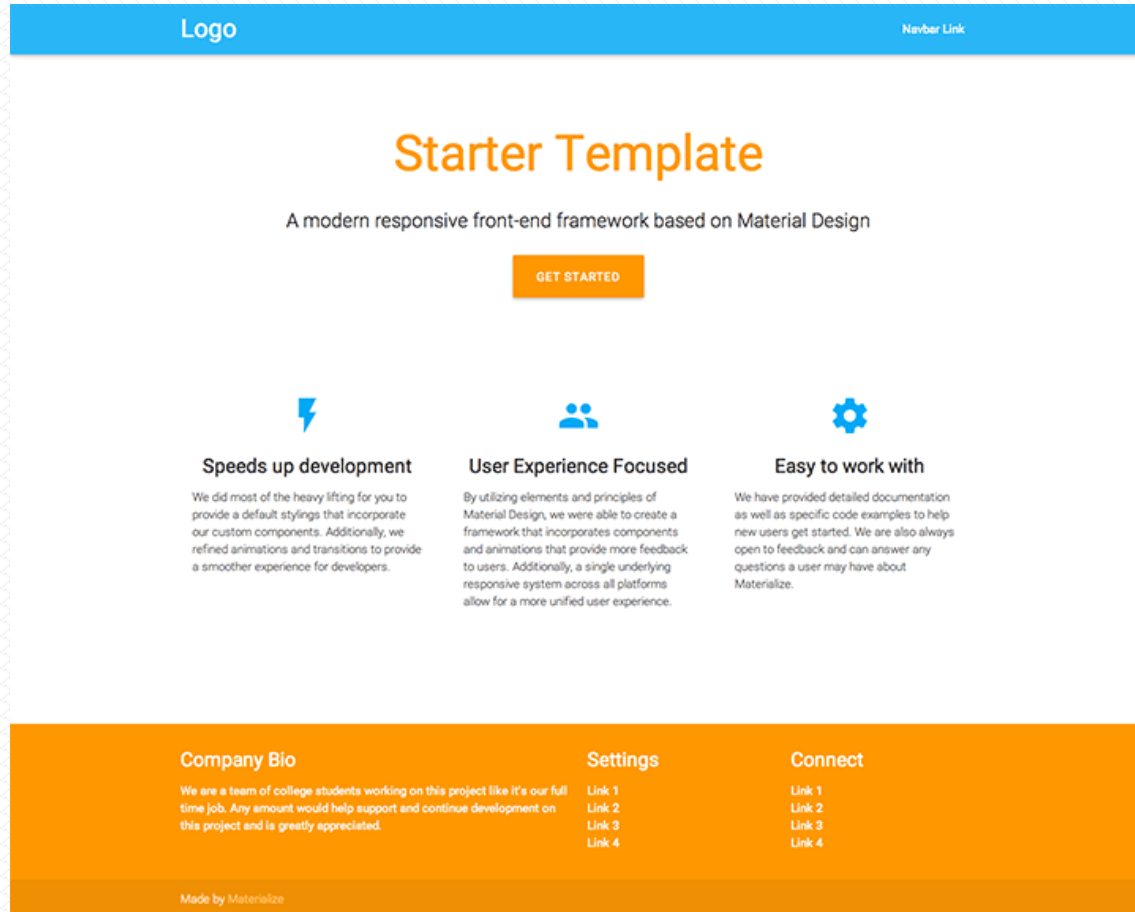 Logo
Navbar Link
Starter Template
A modern responsive front-end framework based on Material Design
GET STARTED
Speeds up development
We did most of the heavy lifting for you to
provide a default stylings that incorporate
our custom components. Additionally, we
refined animations and transitions to provide
a smoother experience for developers.
User Experience Focused
By utilizing elements and principles of
Material Design, we were able to create a
framework that incorporates components
and animations that provide more feedback
to users. Additionally, a single underlying
responsive system across all platforms
allow for a more unified user experience.
Easy to work with
We have provided detailed documentation
as well as specific code examples to help
new users get started. We are also always
open to feedback and can answer any
questions a user may have about
Materialize.
Company Bio
We are a team of college students working on this project like it's our full
time job. Any amount would help support and continue development on
this project and is greatly appreciated.
Settings
Link 1
Link 2
Link 3
Link 4
Connect
Link 1
Link 2
Link 3
Link 4
Made by Materialize